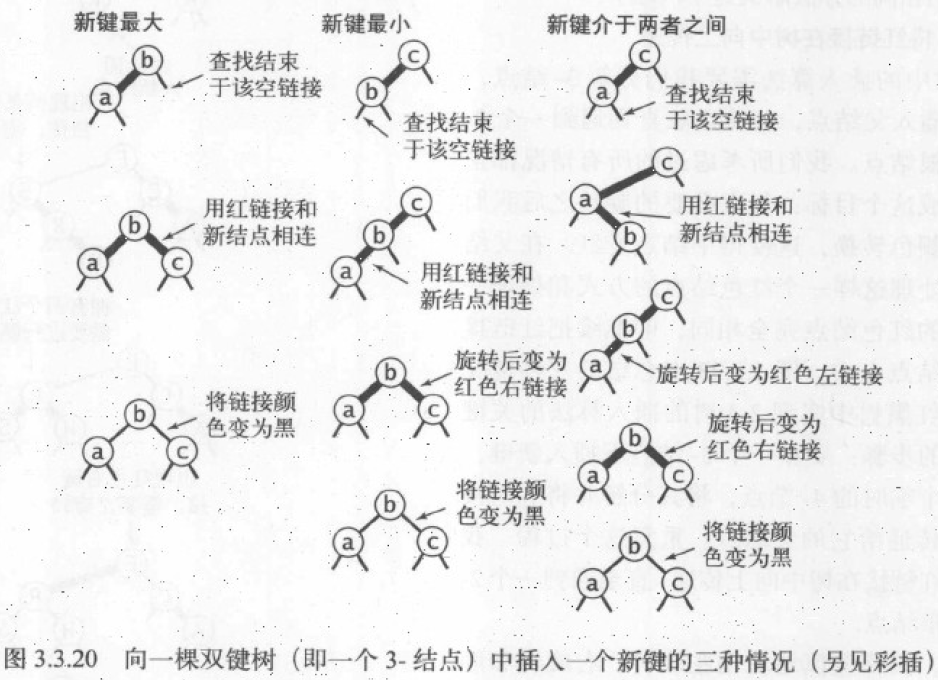 新键最大
b
a
查找结束
于该空链接
b
a
c
用红链接和
新结点相连
b
a
c
将链接颜
色变为黑
新键最小
c
b
查找结束
于该空链接
c
b
a
用红链接和
新结点相连
b
a
c
旋转后变为
红色右链接
b
a
c
将链接颜
色变为黑
新键介于两者之间
c
a
查找结束
于该空链接
c
a
b
用红链接和
新结点相连
c
b
a
旋转后变为红色左链接
b
a
c
旋转后变为
红色右链接
b
a
c
将链接颜
色变为黑
图 3.3.20 向一棵双键树（即一个 3- 结点）中插入一个新键的三种情况（另见彩插）